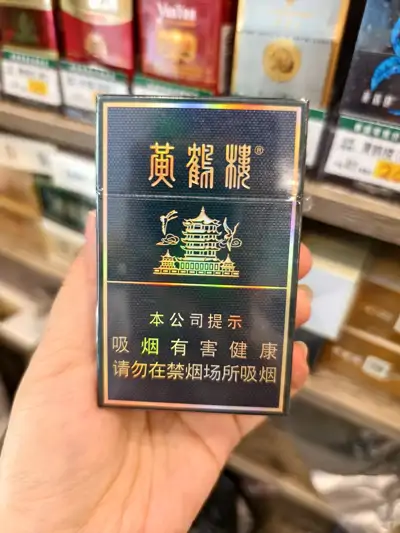 黄鹤楼®
本公司提示
吸烟有害健康
请勿在禁烟场所吸烟